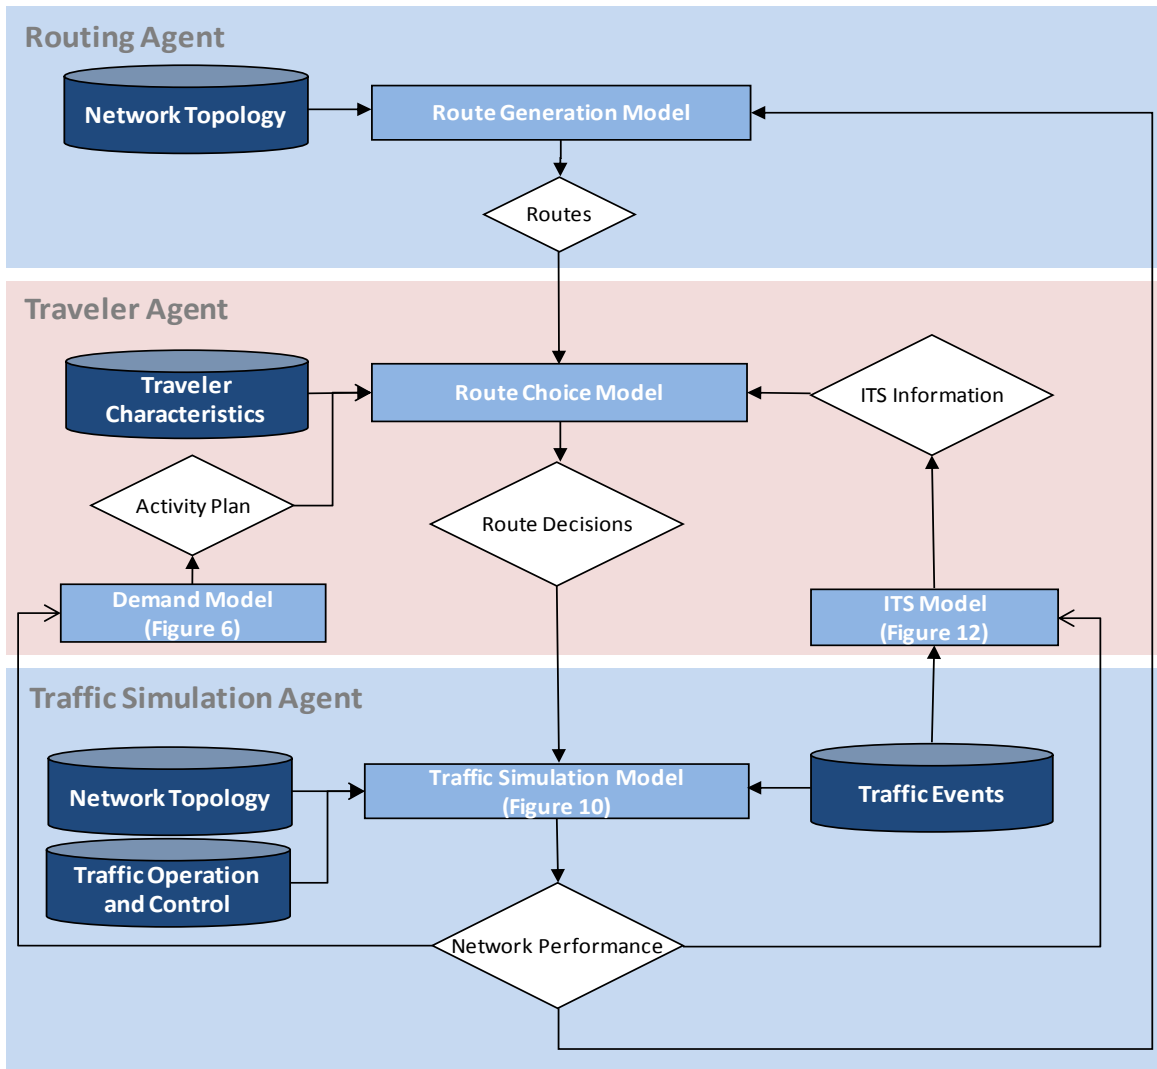 Routing Agent
Network Topology
Route Generation Model
Routes
Traveler Agent
Traveler
Characteristics
Route Choice Model
ITS Information
Activity Plan
Route Decisions
Demand Model
(Figure 6)
ITS Model
(Figure 12)
Traffic Simulation Agent
Network Topology
Traffic Simulation Model
(Figure 10)
Traffic Events
Traffic Operation
and Control
Network Performance